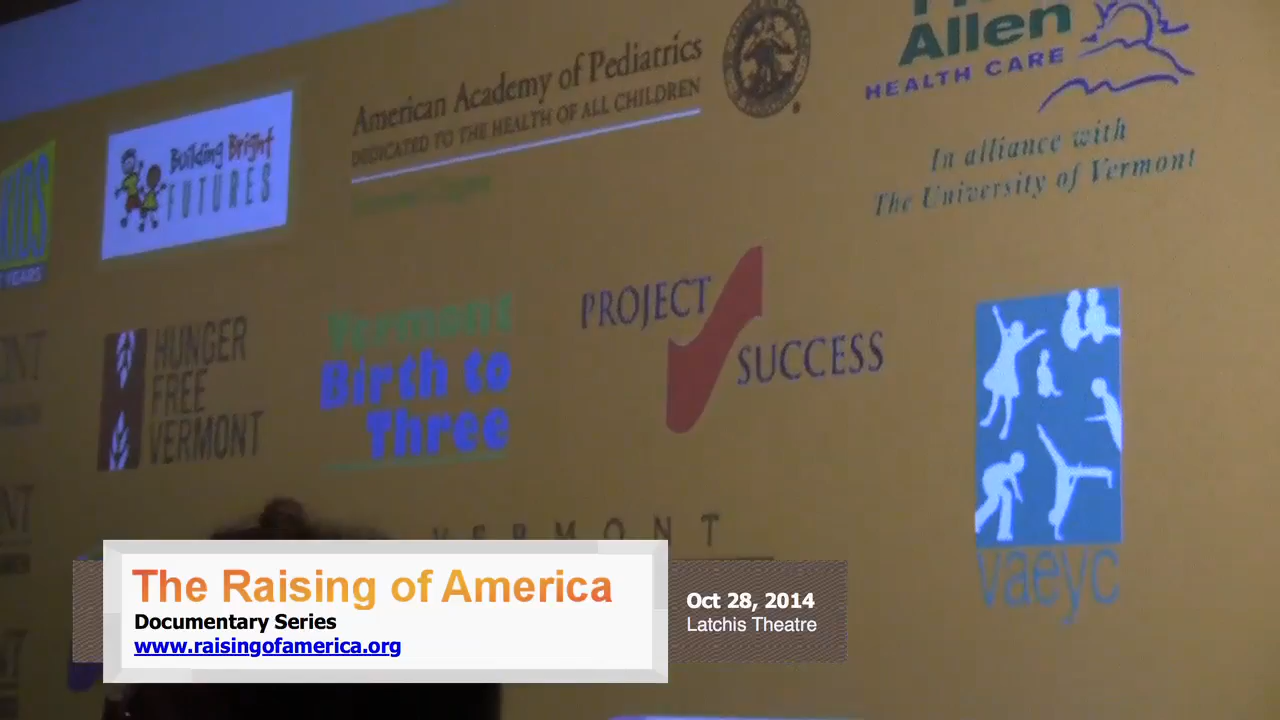 Allen
HEALTH CARE
In alliance with
The University of Vermont
American Academy of Pediatrics
DEDICATED TO THE HEALTH OF ALL CHILDREN
Building Bright
FUTURES
KIDS
YEARS
HUNGER
FREE
VERMONT
Vermont
Birth to
Three
PROJECT
SUCCESS
VERMONT
vaeyc
The Raising of America
Documentary Series
www.raisingofamerica.org
Oct 28, 2014
Latchis Theatre